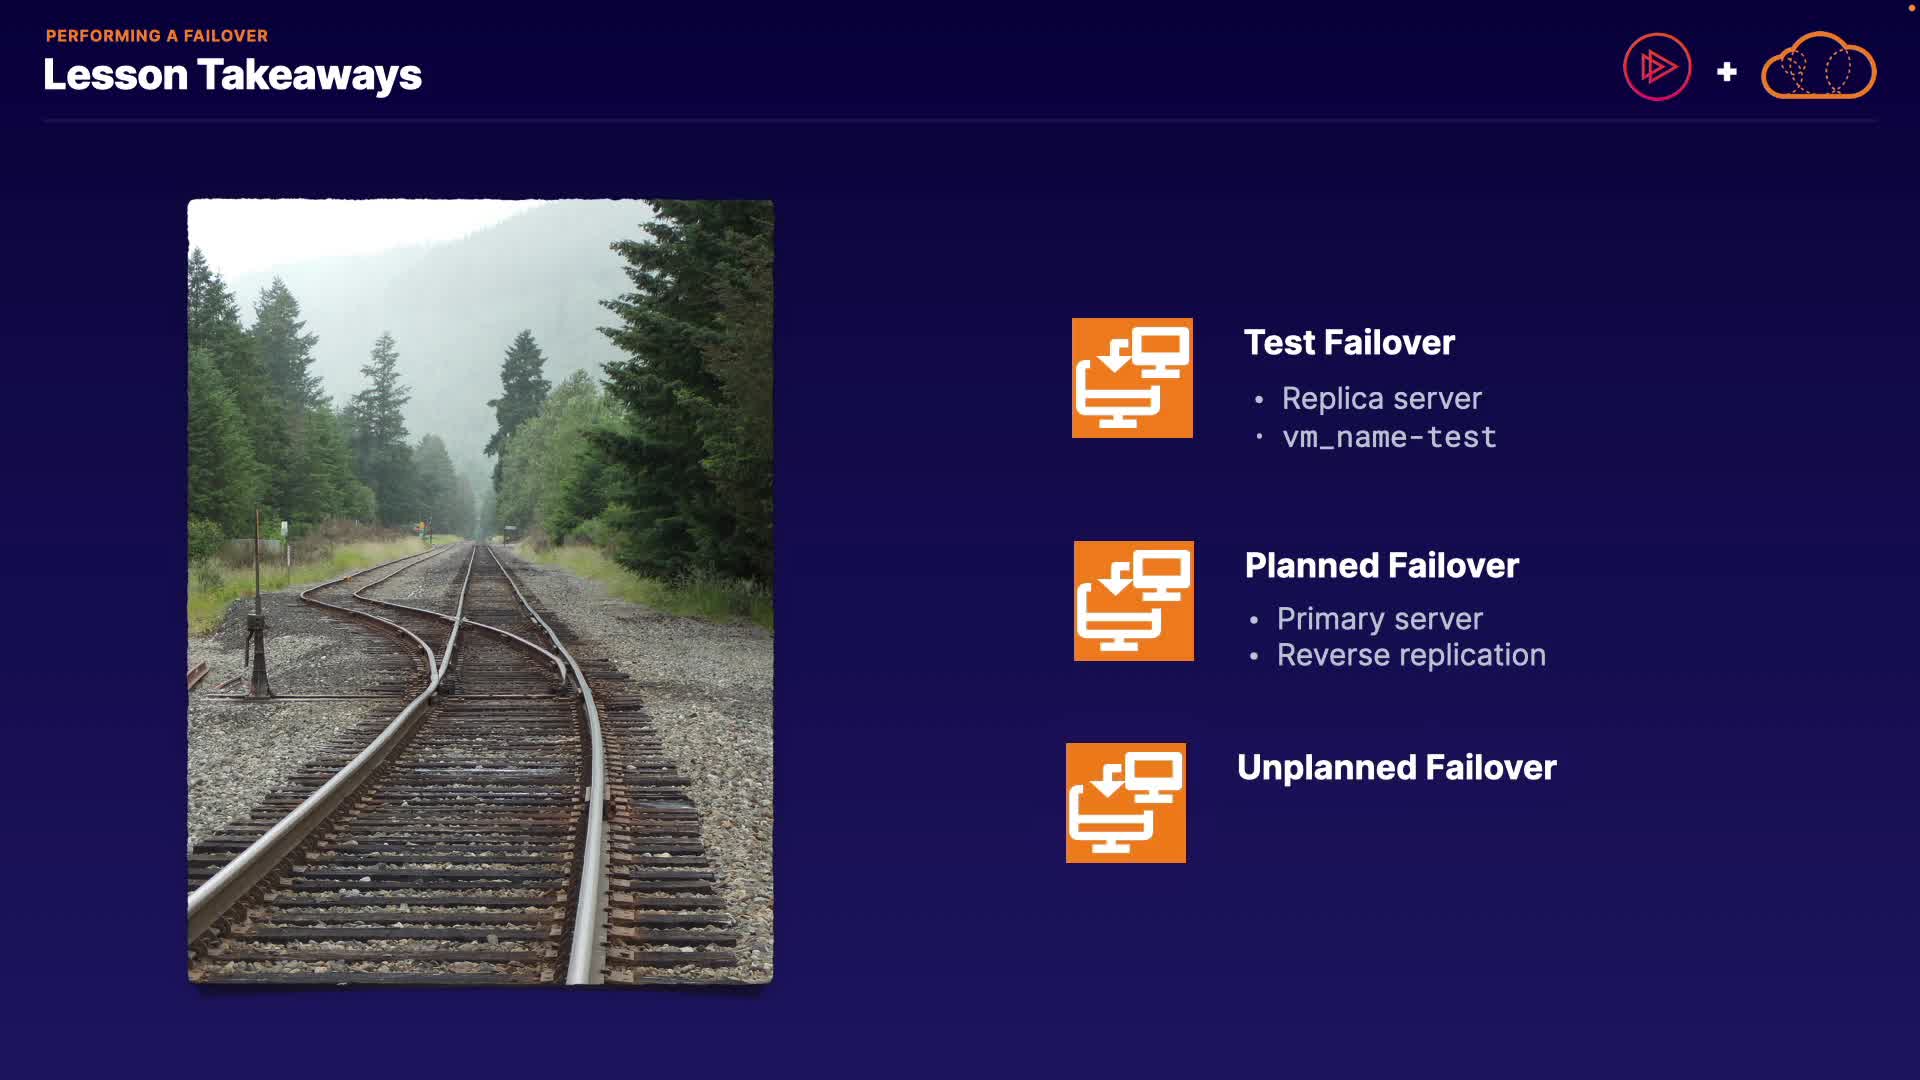 PERFORMING A FAILOVER
Lesson Takeaways
+
Test Failover
• Replica server
• vm_name-test
Planned Failover
• Primary server
• Reverse replication
Unplanned Failover